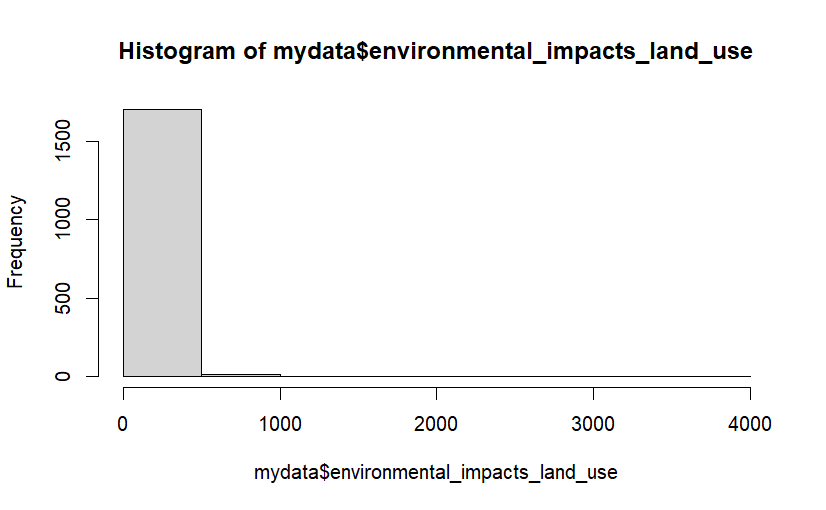 Histogram of mydata$environmental_impacts_land_use
Frequency
1500
1000
500
0
0 1000 2000 3000 4000
mydata$environmental_impacts_land_use